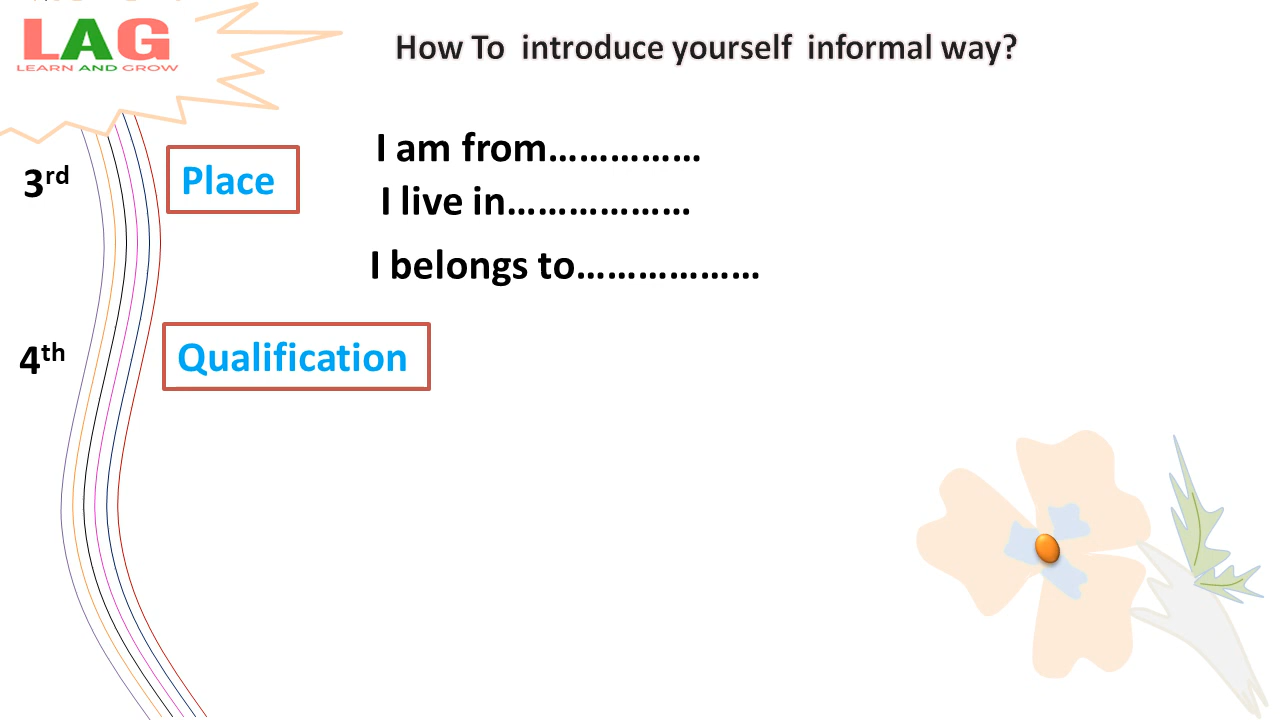 LAG
LEARN AND GROW
How To introduce yourself informal way?
3rd
Place
I am from……………
I live in………………
I belongs to………………
4th
Qualification